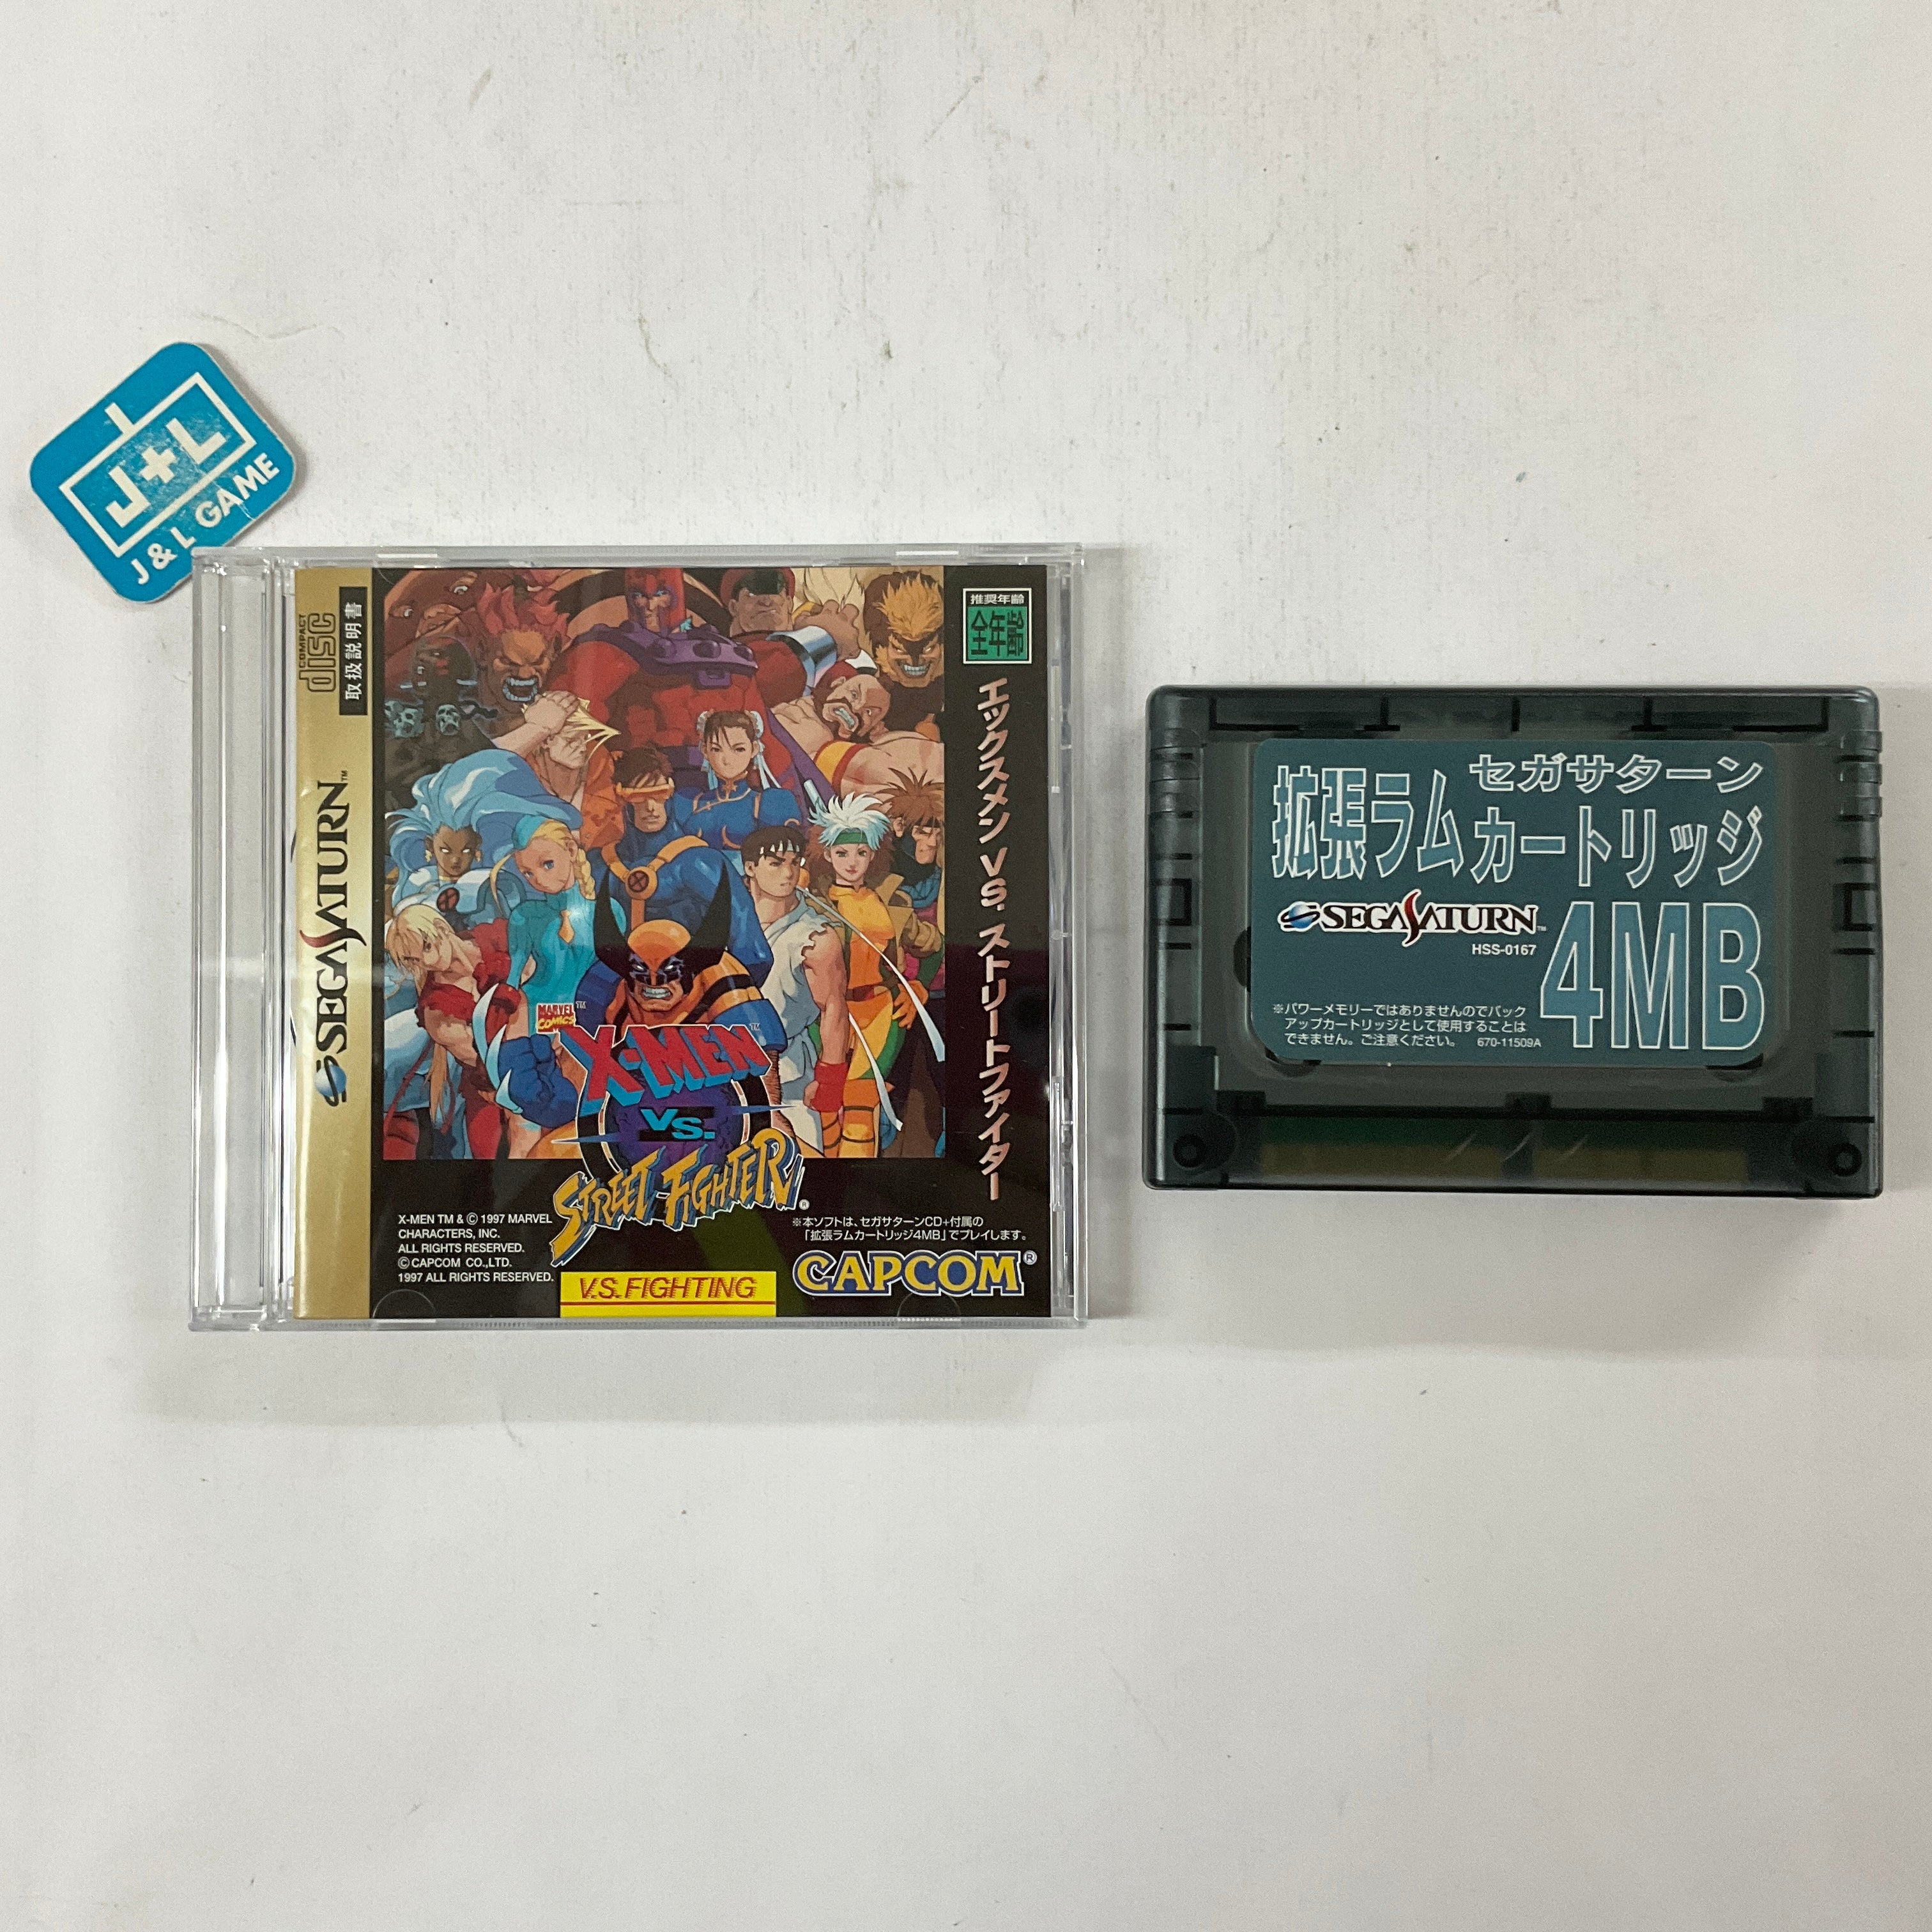 J+L
J & L GAME
COMPACT
disc
取扱説明書
SEGA SATURN™
推奨年齢
全年齢
エックスメン VS. ストリートファイター
MARVEL
COMICS
™
X-MEN™
VS.
STREET FIGHTER®
X-MEN TM & © 1997 MARVEL
CHARACTERS, INC.
ALL RIGHTS RESERVED.
© CAPCOM CO.,LTD.
1997 ALL RIGHTS RESERVED.
※本ソフトは、セガサターンCD+付属の
「拡張ラムカートリッジ4MB」でプレイします。
V.S.FIGHTING
CAPCOM®
セガサターン
拡張ラムカートリッジ
SEGA SATURN™
HSS-0167
4MB
※パワーメモリーではありませんのでバック
アップカートリッジとして使用することは
できません。ご注意ください。 670-11509A